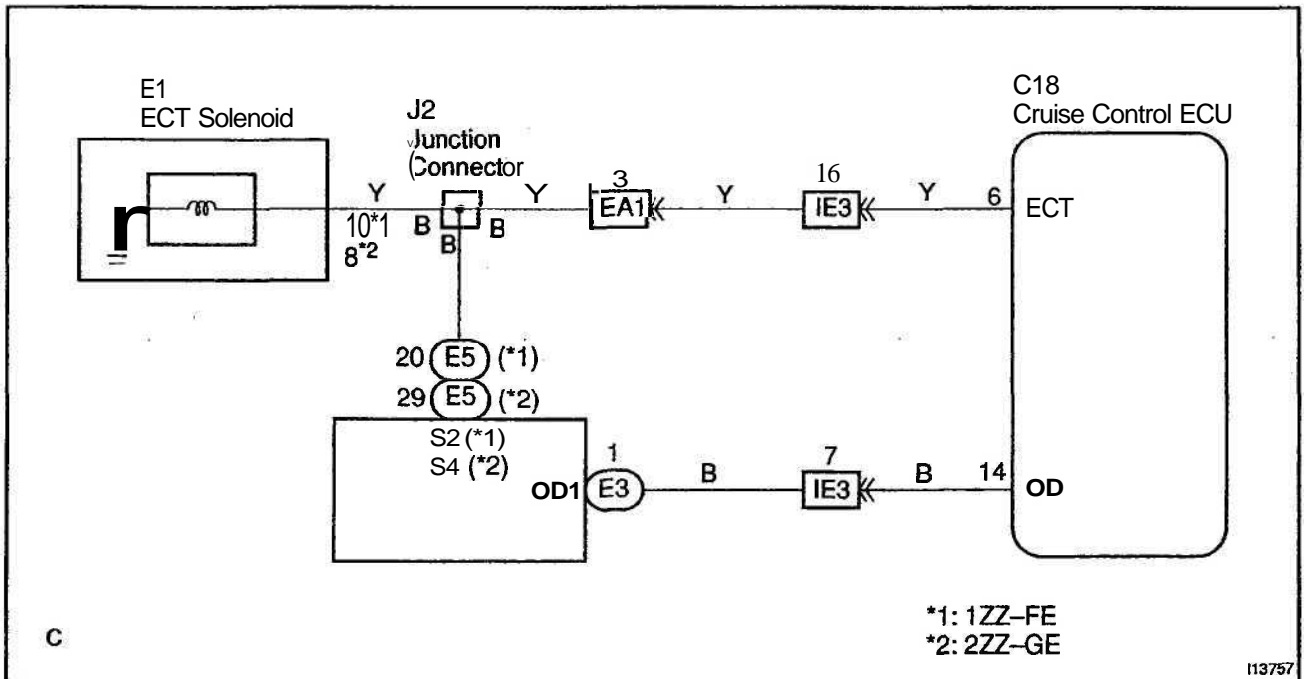 E1
ECT Solenoid
J2
Junction
Connector
C18
Cruise Control ECU
Y
10*1
8*2
B
B
B
Y
3
EA1
Y
16
IE3
Y
6
ECT
20 E5 (*1)
29 E5 (*2)
S2 (*1)
S4 (*2)
OD1
1
E3
B
7
IE3
B
14
OD
*1: 1ZZ–FE
*2: 2ZZ–GE
C
I13757